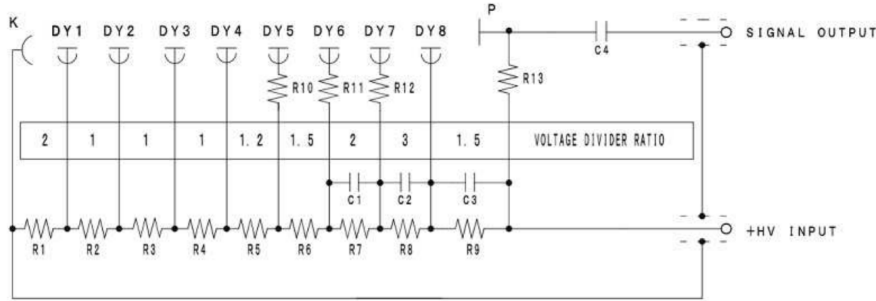 K DY1 DY2 DY3 DY4 DY5 DY6 DY7 DY8 P
C4 SIGNAL OUTPUT
R10 R11 R12 R13
2 1 1 1 1.2 1.5 2 3 1.5 VOLTAGE DIVIDER RATIO
C1 C2 C3
R1 R2 R3 R4 R5 R6 R7 R8 R9 +HV INPUT